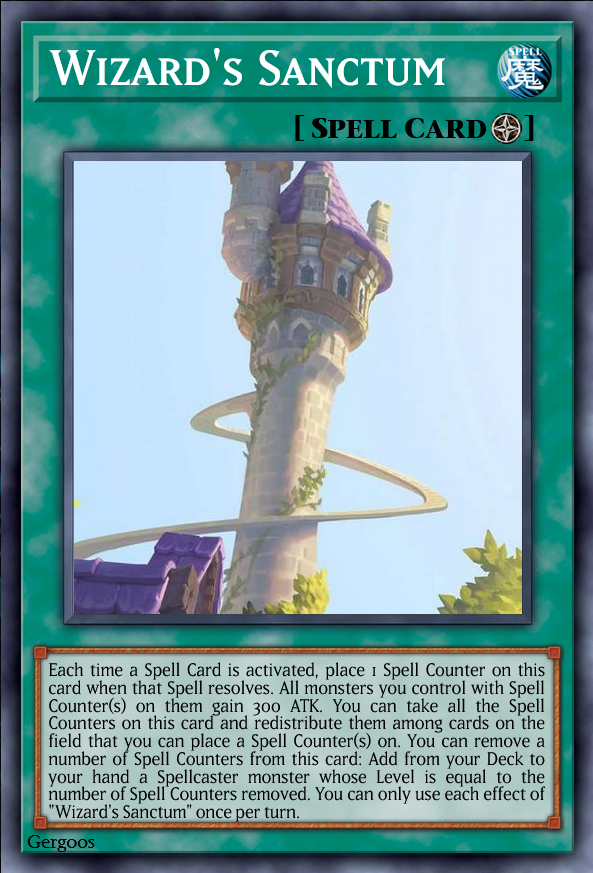 Wizard's Sanctum
SPELL
魔
[ Spell Card ]
Each time a Spell Card is activated, place 1 Spell Counter on this
card when that Spell resolves. All monsters you control with Spell
Counter(s) on them gain 300 ATK. You can take all the Spell
Counters on this card and redistribute them among cards on the
field that you can place a Spell Counter(s) on. You can remove a
number of Spell Counters from this card: Add from your Deck to
your hand a Spellcaster monster whose Level is equal to the
number of Spell Counters removed. You can only use each effect of
"Wizard's Sanctum" once per turn.
Gergoos